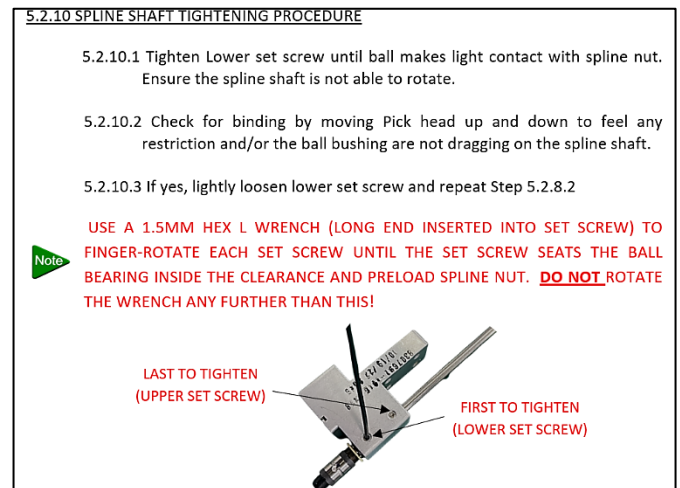 5.2.10 SPLINE SHAFT TIGHTENING PROCEDURE
5.2.10.1 Tighten Lower set screw until ball makes light contact with spline nut.
Ensure the spline shaft is not able to rotate.
5.2.10.2 Check for binding by moving Pick head up and down to feel any
restriction and/or the ball bushing are not dragging on the spline shaft.
5.2.10.3 If yes, lightly loosen lower set screw and repeat Step 5.2.8.2
USE A 1.5MM HEX L WRENCH (LONG END INSERTED INTO SET SCREW) TO
Note
FINGER-ROTATE EACH SET SCREW UNTIL THE SET SCREW SEATS THE BALL
BEARING INSIDE THE CLEARANCE AND PRELOAD SPLINE NUT. DO NOT ROTATE
THE WRENCH ANY FURTHER THAN THIS!
LAST TO TIGHTEN
(UPPER SET SCREW)
FIRST TO TIGHTEN
(LOWER SET SCREW)